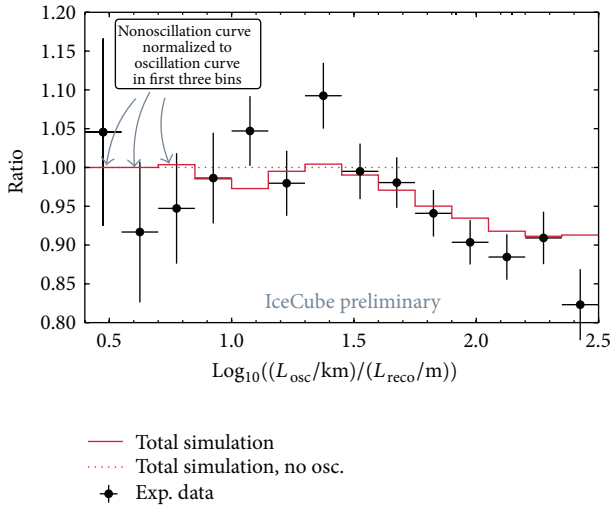 1.20
1.15
1.10
1.05
1.00
0.95
0.90
0.85
0.80
Ratio
Nonoscillation curve
normalized to
oscillation curve
in first three bins
IceCube preliminary
0.5 1.0 1.5 2.0 2.5
Log10((Losc/km)/(Lreco/m))
Total simulation
Total simulation, no osc.
Exp. data